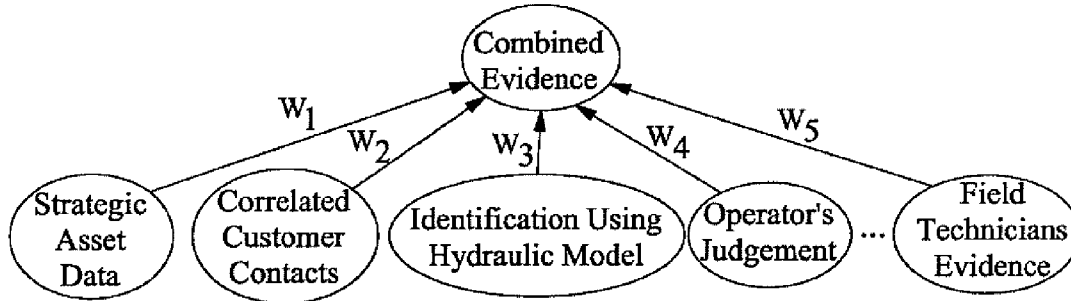 Combined
Evidence
W1
W2
W3
W4
W5
Strategic
Asset
Data
Correlated
Customer
Contacts
Identification Using
Hydraulic Model
Operator's
Judgement
...
Field
Technicians
Evidence